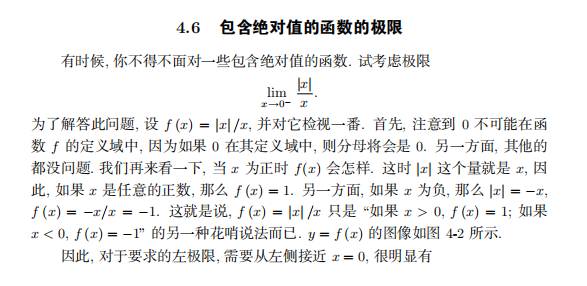 4.6 包含绝对值的函数的极限
有时候, 你不得不面对一些包含绝对值的函数. 试考虑极限
lim x→0⁻ |x|/x.
为了解答此问题, 设 f (x) = |x|/x, 并对它检视一番. 首先, 注意到 0 不可能在函
数 f 的定义域中, 因为如果 0 在其定义域中, 则分母将会是 0. 另一方面, 其他的
都没问题. 我们再来看一下, 当 x 为正时 f(x) 会怎样. 这时 |x| 这个量就是 x, 因
此, 如果 x 是任意的正数, 那么 f (x) = 1. 另一方面, 如果 x 为负, 那么 |x| = −x,
f (x) = −x/x = −1. 这就是说, f (x) = |x| /x 只是 “如果 x > 0, f (x) = 1; 如果
x < 0, f (x) = −1” 的另一种花哨说法而已. y = f (x) 的图像如图 4-2 所示.
因此, 对于要求的左极限, 需要从左侧接近 x = 0, 很明显有